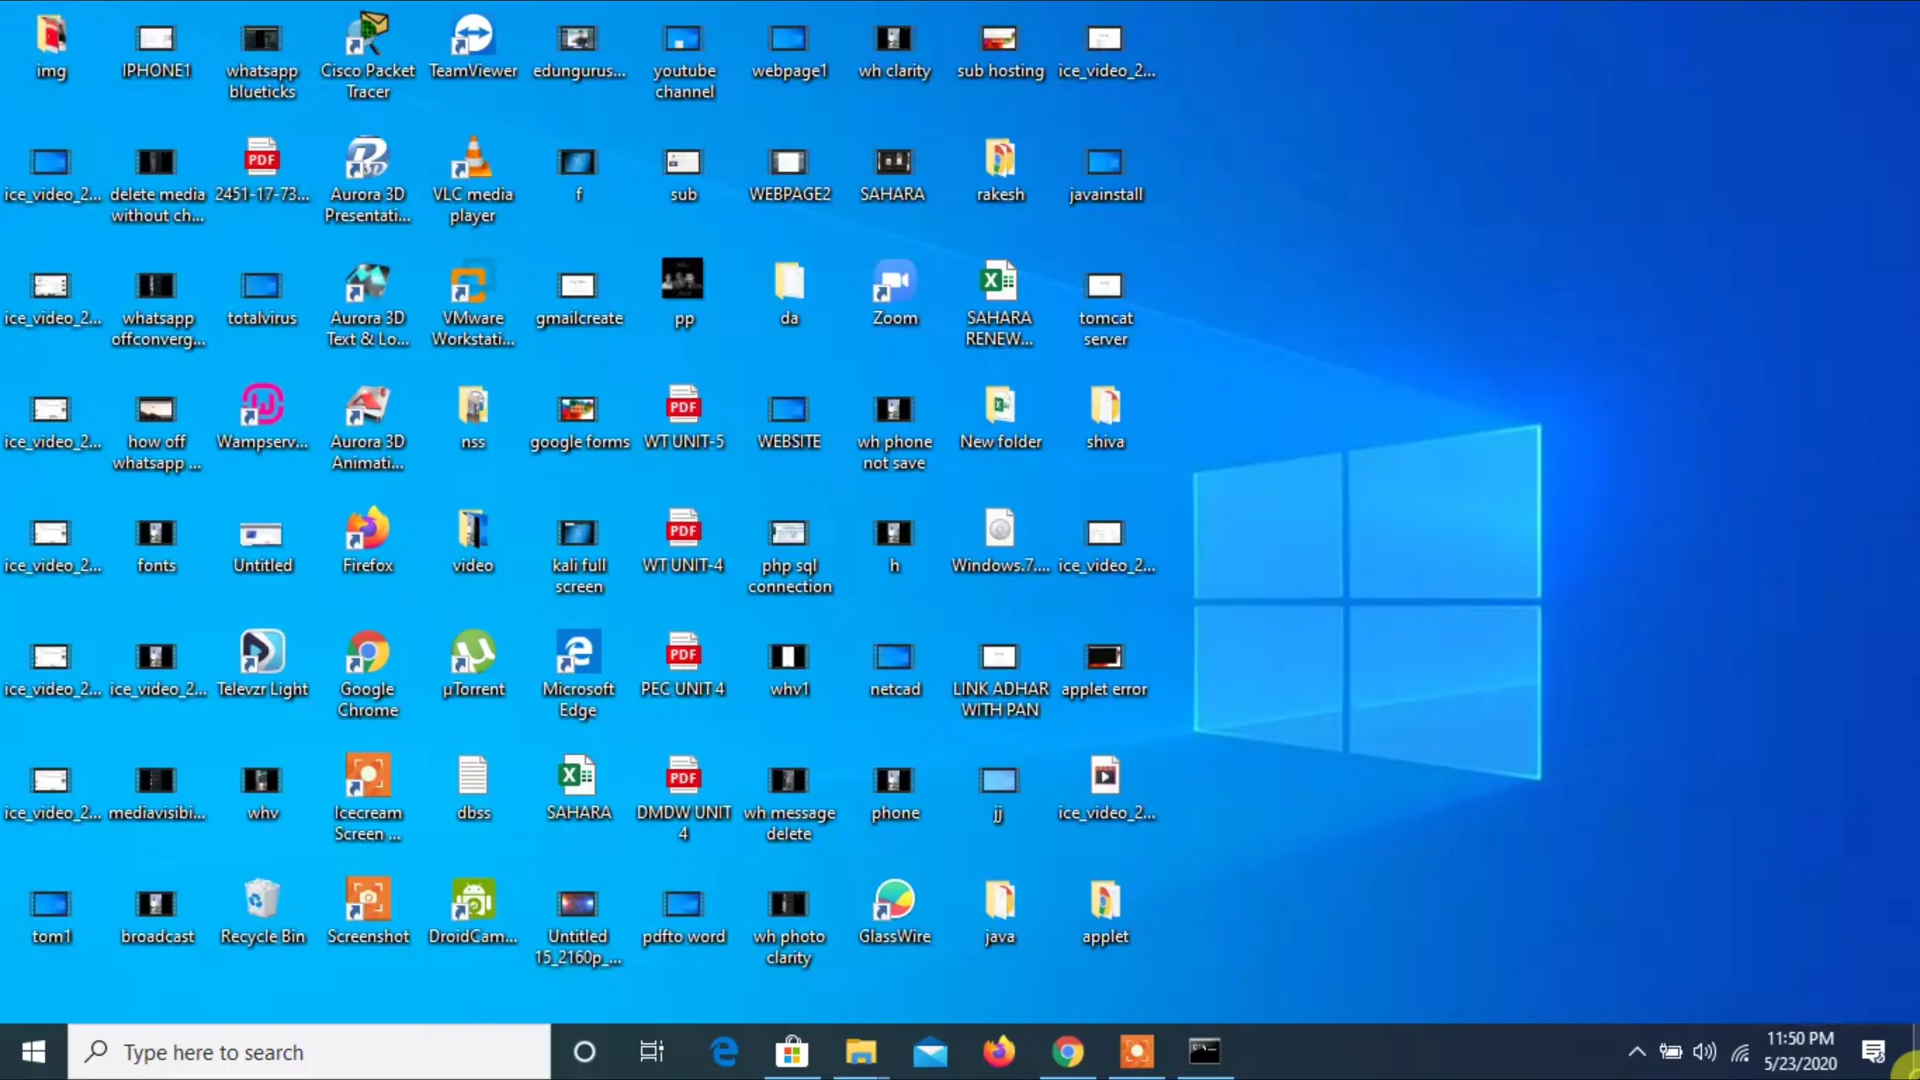 img
IPHONE1
whatsapp
blueticks
Cisco Packet
Tracer
TeamViewer
edungurus...
youtube
channel
webpage1
wh clarity
sub hosting
ice_video_2...
ice_video_2...
delete media
without ch...
PDF
2451-17-73...
Aurora 3D
Presentati...
VLC media
player
f
sub
WEBPAGE2
SAHARA
rakesh
javainstall
ice_video_2...
whatsapp
offconverg...
totalvirus
Aurora 3D
Text & Lo...
VMware
Workstati...
gmailcreate
pp
da
Zoom
SAHARA
RENEW...
tomcat
server
ice_video_2...
how off
whatsapp ...
Wampserv...
Aurora 3D
Animati...
nss
google forms
PDF
WT UNIT-5
WEBSITE
wh phone
not save
New folder
shiva
ice_video_2...
fonts
Untitled
Firefox
video
kali full
screen
PDF
WT UNIT-4
php sql
connection
h
Windows.7....
ice_video_2...
ice_video_2...
ice_video_2...
Televzr Light
Google
Chrome
µTorrent
Microsoft
Edge
PDF
PEC UNIT 4
whv1
netcad
LINK ADHAR
WITH PAN
applet error
ice_video_2...
mediavisibi...
whv
Icecream
Screen ...
dbss
SAHARA
PDF
DMDW UNIT
4
wh message
delete
phone
jj
ice_video_2...
tom1
broadcast
Recycle Bin
Screenshot
DroidCam...
Untitled
15_2160p_...
pdfto word
wh photo
clarity
GlassWire
java
applet
Type here to search
11:50 PM
5/23/2020